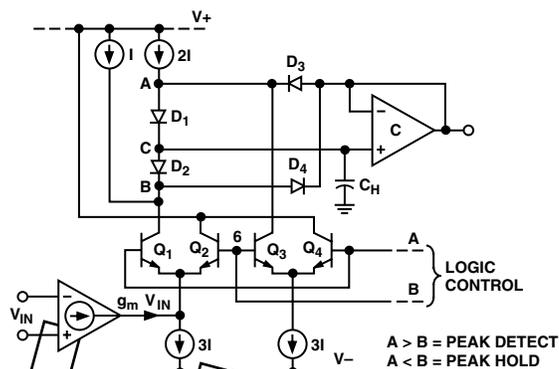 V+
I
2I
D3
A
D1
C
C
D2
D4
B
CH
Q1
Q2
6
Q3
Q4
A
B
LOGIC
CONTROL
gm VIN
VIN
3I
3I
V–
A > B = PEAK DETECT
A < B = PEAK HOLD